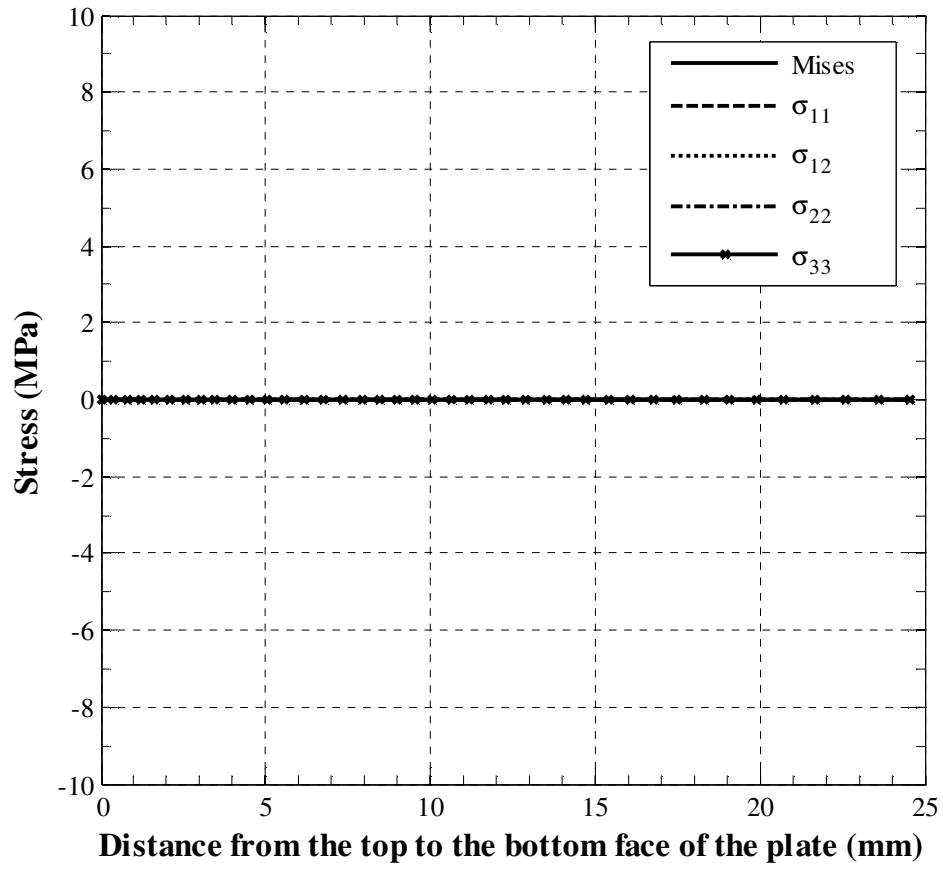 10
8
6
4
2
0
-2
-4
-6
-8
-10
Stress (MPa)
Mises
σ11
σ12
σ22
σ33
0 5 10 15 20 25
Distance from the top to the bottom face of the plate (mm)